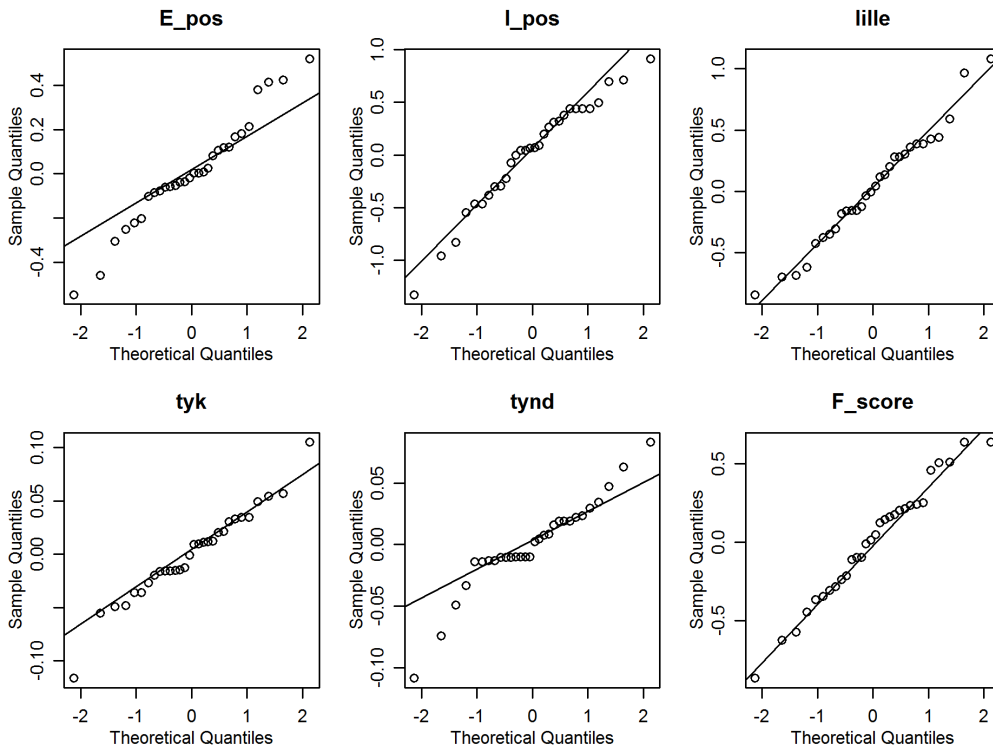 E_pos
Sample Quantiles
-0.4 0.0 0.2 0.4
-2 -1 0 1 2
Theoretical Quantiles
I_pos
Sample Quantiles
-1.0 -0.5 0.0 0.5 1.0
-2 -1 0 1 2
Theoretical Quantiles
lille
Sample Quantiles
-0.5 0.0 0.5 1.0
-2 -1 0 1 2
Theoretical Quantiles
tyk
Sample Quantiles
-0.10 0.00 0.05 0.10
-2 -1 0 1 2
Theoretical Quantiles
tynd
Sample Quantiles
-0.10 -0.05 0.00 0.05
-2 -1 0 1 2
Theoretical Quantiles
F_score
Sample Quantiles
-0.5 0.0 0.5
-2 -1 0 1 2
Theoretical Quantiles